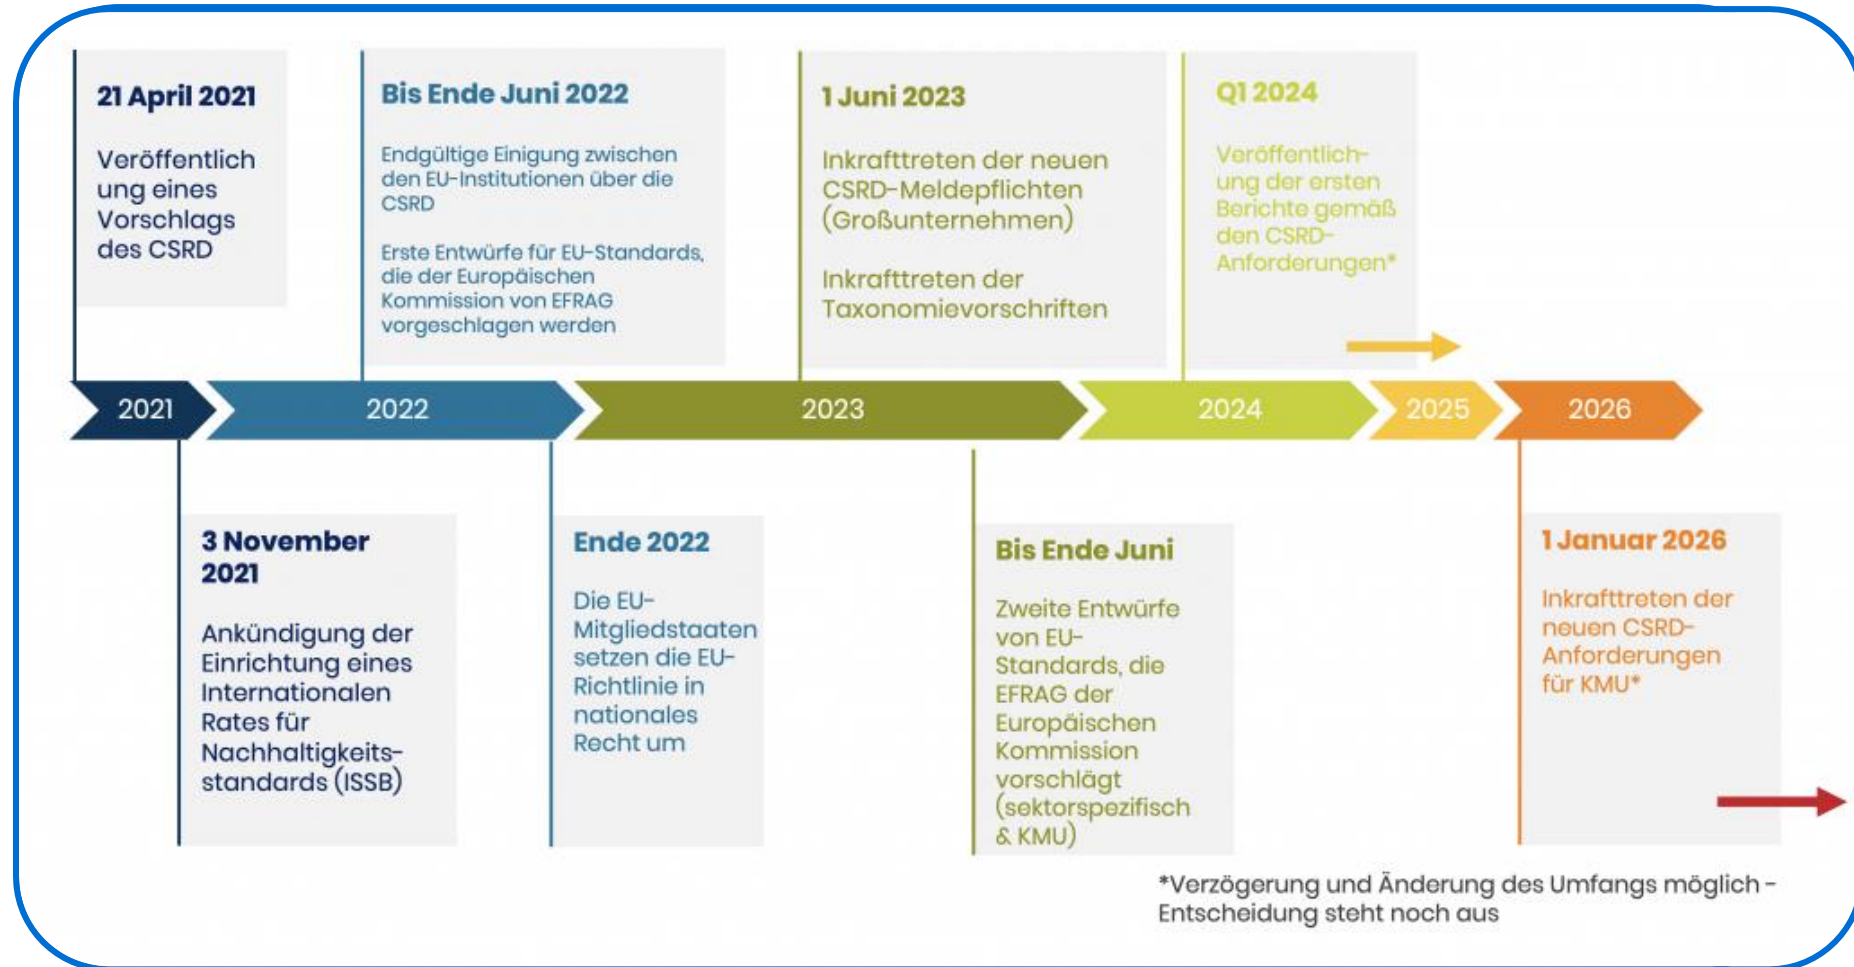 21 April 2021
Veröffentlich
ung eines
Vorschlags
des CSRD
Bis Ende Juni 2022
Endgültige Einigung zwischen
den EU-Institutionen über die
CSRD
Erste Entwürfe für EU-Standards,
die der Europäischen
Kommission von EFRAG
vorgeschlagen werden
1 Juni 2023
Inkrafttreten der neuen
CSRD-Meldepflichten
(Großunternehmen)
Inkrafttreten der
Taxonomievorschriften
Q1 2024
Veröffentlich-
ung der ersten
Berichte gemäß
den CSRD-
Anforderungen*
2021
2022
2023
2024
2025
2026
3 November
2021
Ankündigung der
Einrichtung eines
Internationalen
Rates für
Nachhaltigkeits-
standards (ISSB)
Ende 2022
Die EU-
Mitgliedstaaten
setzen die EU-
Richtlinie in
nationales
Recht um
Bis Ende Juni
Zweite Entwürfe
von EU-
Standards, die
EFRAG der
Europäischen
Kommission
vorschlägt
(sektorspezifisch
& KMU)
1 Januar 2026
Inkrafttreten der
neuen CSRD-
Anforderungen
für KMU*
*Verzögerung und Änderung des Umfangs möglich -
Entscheidung steht noch aus